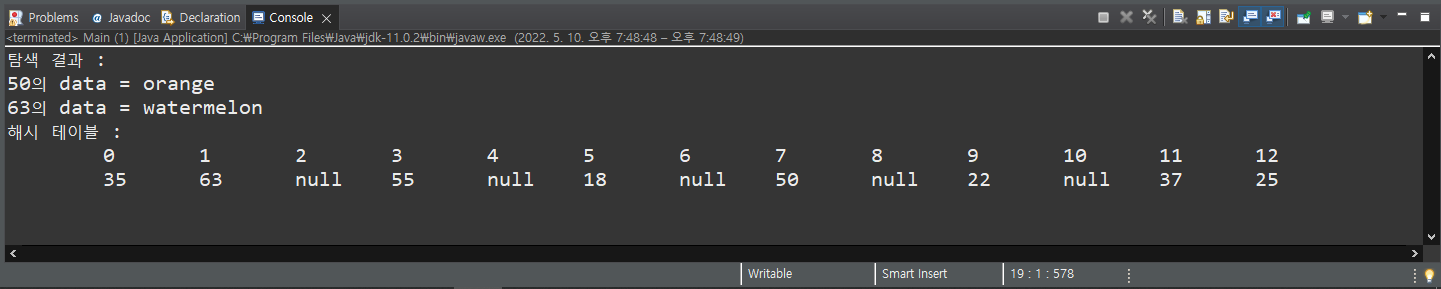 Problems Javadoc Declaration Console
<terminated> Main (1) [Java Application] C:₩Program Files₩Java₩jdk-11.0.2₩bin₩javaw.exe (2022. 5. 10. 오후 7:48:48 – 오후 7:48:49)
탐색 결과 :
50의 data = orange
63의 data = watermelon
해시 테이블 :
0 1 2 3 4 5 6 7 8 9 10 11 12
35 63 null 55 null 18 null 50 null 22 null 37 25
Writable Smart Insert 19 : 1 : 578